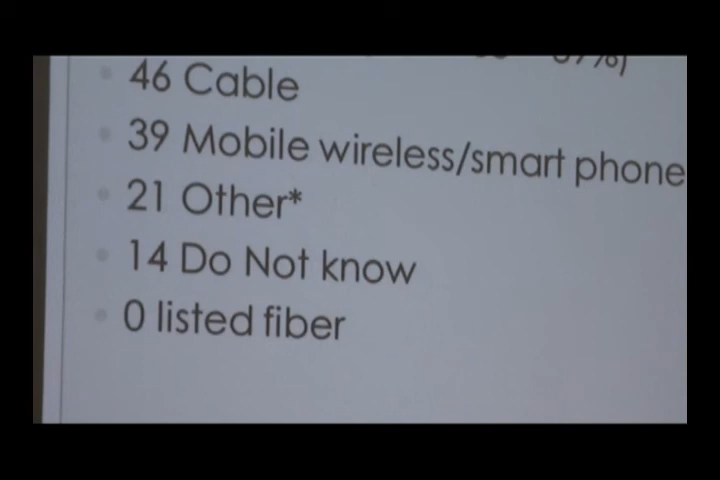 46 Cable
39 Mobile wireless/smart phone
21 Other*
14 Do Not know
0 listed fiber